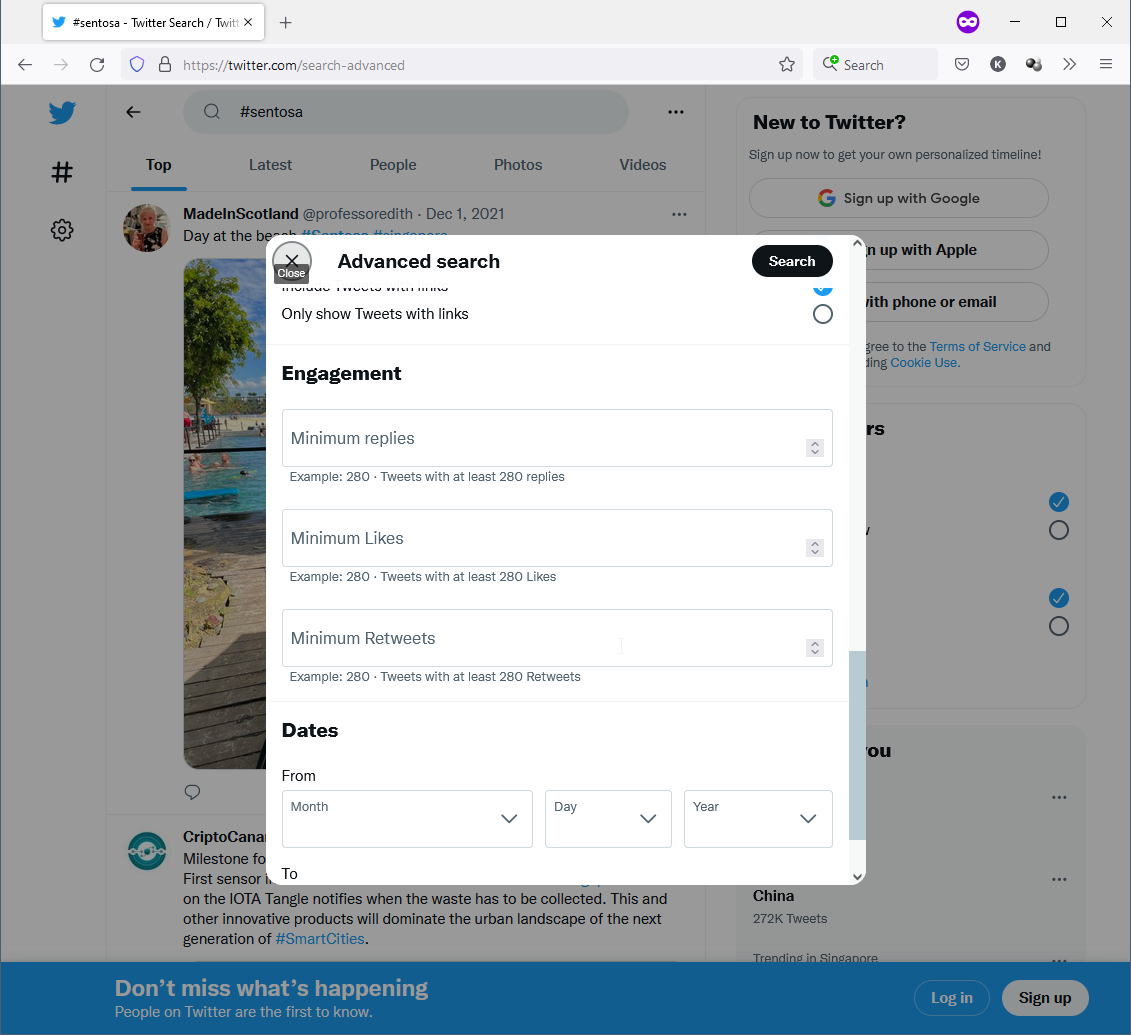 #sentosa - Twitter Search / Twitt
https://twitter.com/search-advanced
Search
#sentosa
Top
Latest
People
Photos
Videos
MadeInScotland @professoredith · Dec 1, 2021
Day at the beach #Sentosa #singapore
Close
Advanced search
Search
Include Tweets with links
Only show Tweets with links
Engagement
Minimum replies
Example: 280 · Tweets with at least 280 replies
Minimum Likes
Example: 280 · Tweets with at least 280 Likes
Minimum Retweets
Example: 280 · Tweets with at least 280 Retweets
Dates
From
Month
Day
Year
To
CriptoCanar
Milestone fo
First sensor i
on the IOTA Tangle notifies when the waste has to be collected. This and
other innovative products will dominate the urban landscape of the next
generation of #SmartCities.
New to Twitter?
Sign up now to get your own personalized timeline!
Sign up with Google
n up with Apple
with phone or email
gree to the Terms of Service and
ding Cookie Use.
rs
w
you
China
272K Tweets
Trending in Singapore
Don't miss what's happening
People on Twitter are the first to know.
Log in
Sign up